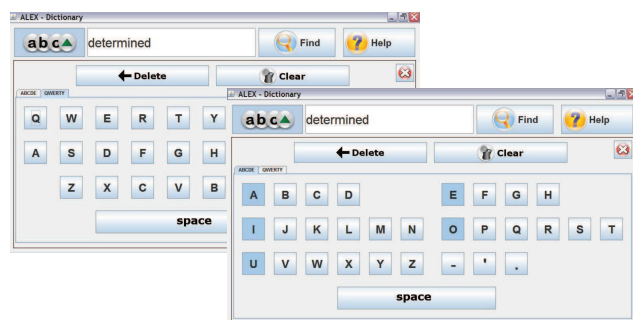 ALEX - Dictionary
abc determined Find Help
Delete Clear
ABCDE QWERTY
Q W E R T Y
A S D F G H
Z X C V B
space
ALEX - Dictionary
abc determined Find Help
Delete Clear
ABCDE QWERTY
A B C D E F G H
I J K L M N O P Q R S T
U V W X Y Z - ' .
space